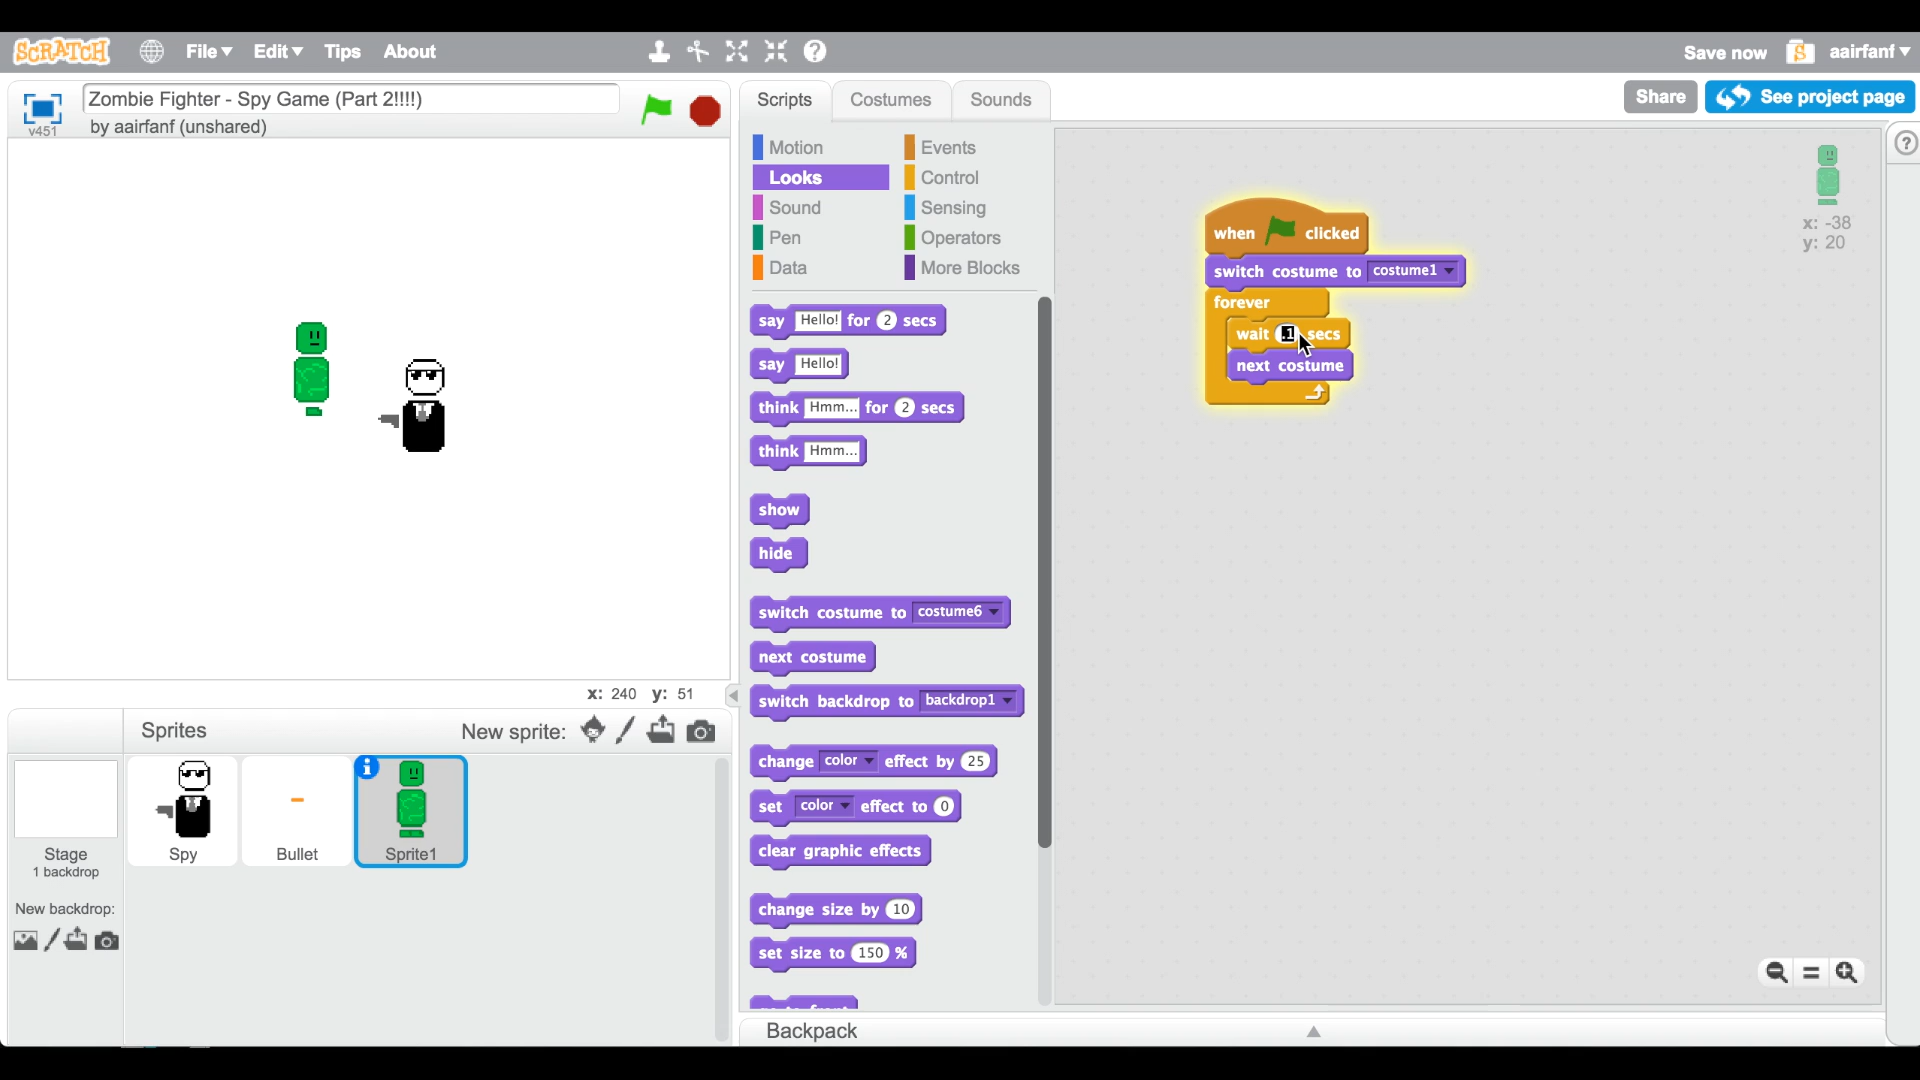 SCRATCH File Edit Tips About Save now S aairfanf
v451
Zombie Fighter - Spy Game (Part 2!!!!)
by aairfanf (unshared)
Scripts Costumes Sounds
Share See project page
Motion Events
Looks Control
Sound Sensing
Pen Operators
Data More Blocks
say Hello! for 2 secs
say Hello!
think Hmm... for 2 secs
think Hmm...
show
hide
switch costume to costume6
next costume
switch backdrop to backdrop1
change color effect by 25
set color effect to 0
clear graphic effects
change size by 10
set size to 150 %
when clicked
switch costume to costume1
forever
wait .1 secs
next costume
x: -38
y: 20
x: 240 y: 51
Sprites New sprite:
Stage
1 backdrop
New backdrop:
Spy Bullet Sprite1
Backpack